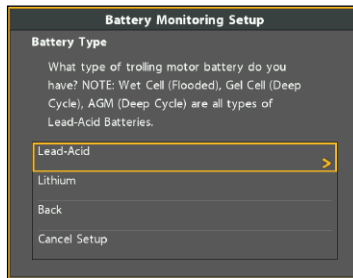 Battery Monitoring Setup
Battery Type
What type of trolling motor battery do you
have? NOTE: Wet Cell (Flooded), Gel Cell (Deep
Cycle), AGM (Deep Cycle) are all types of
Lead-Acid Batteries.
Lead-Acid
>
Lithium
Back
Cancel Setup